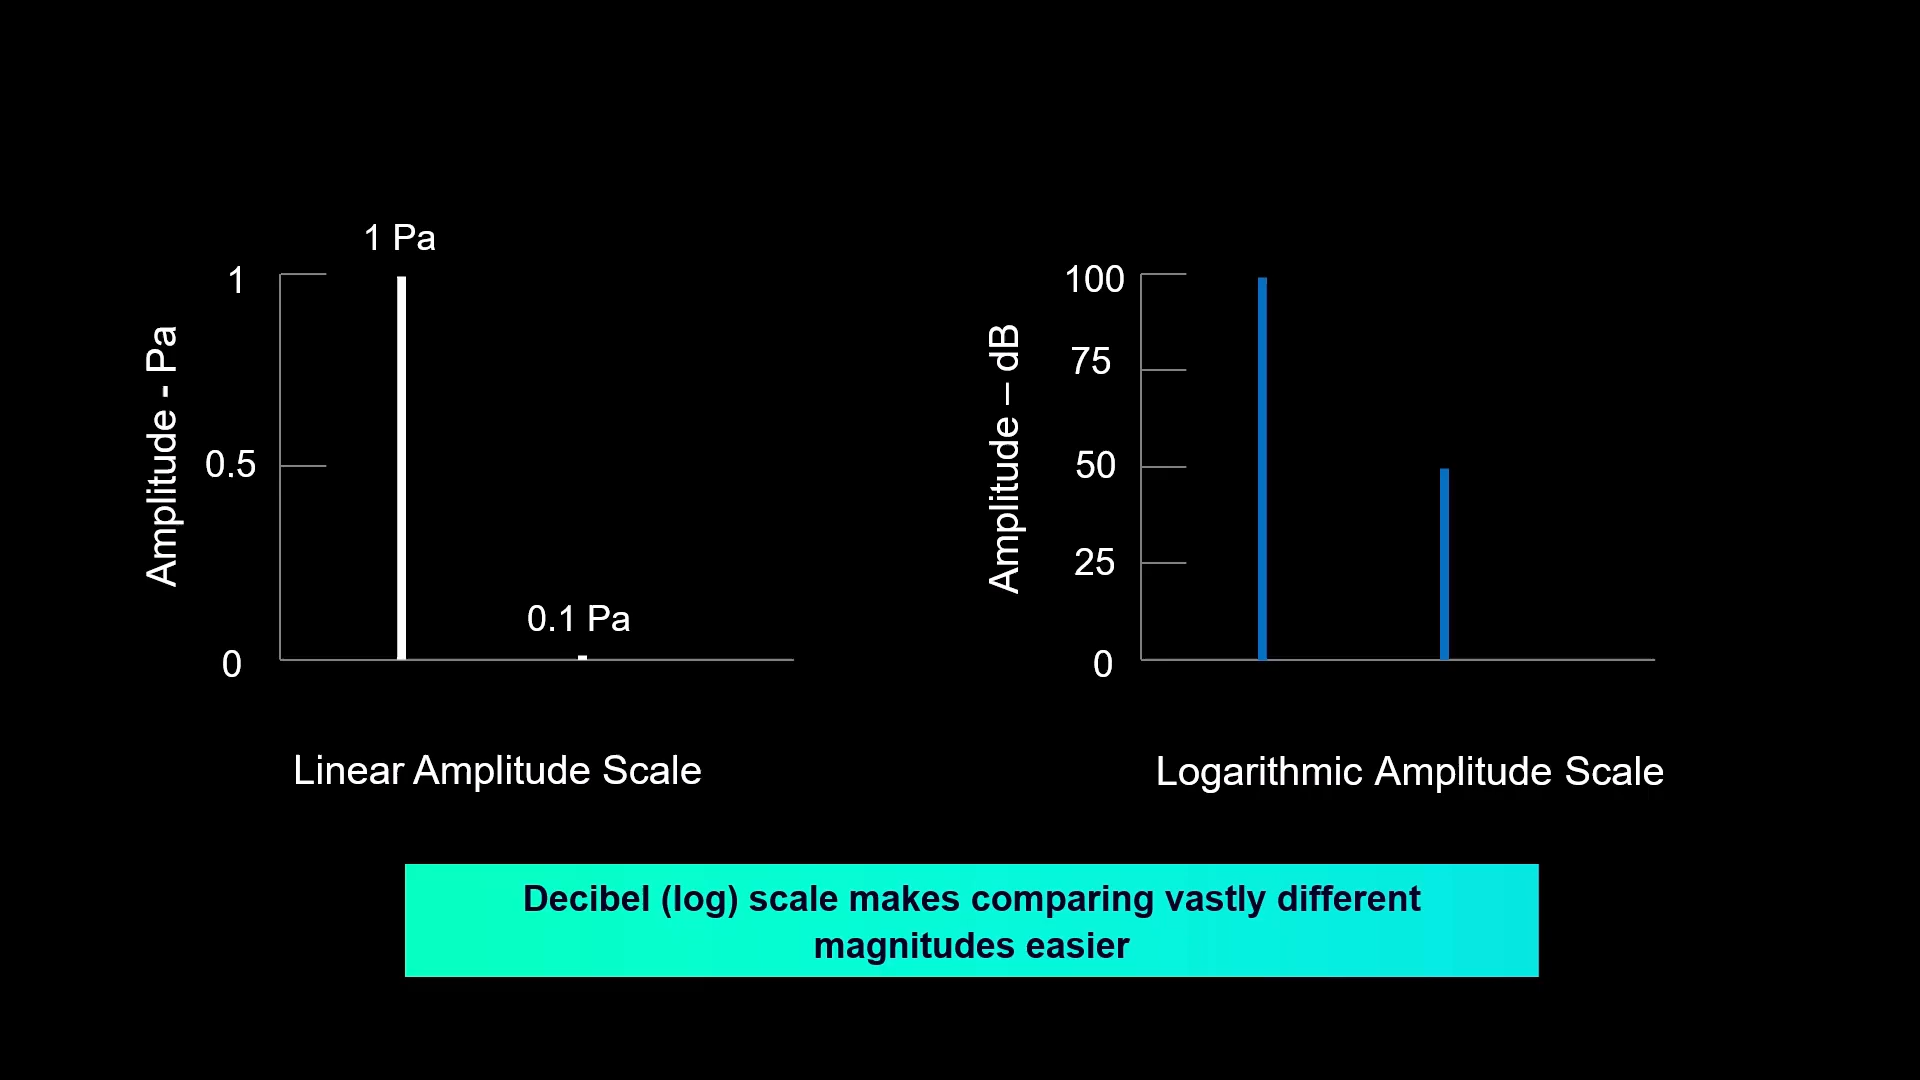 1 Pa
1
0.5
0
Amplitude - Pa
0.1 Pa
Linear Amplitude Scale
100
75
50
25
0
Amplitude – dB
Logarithmic Amplitude Scale
Decibel (log) scale makes comparing vastly different
magnitudes easier